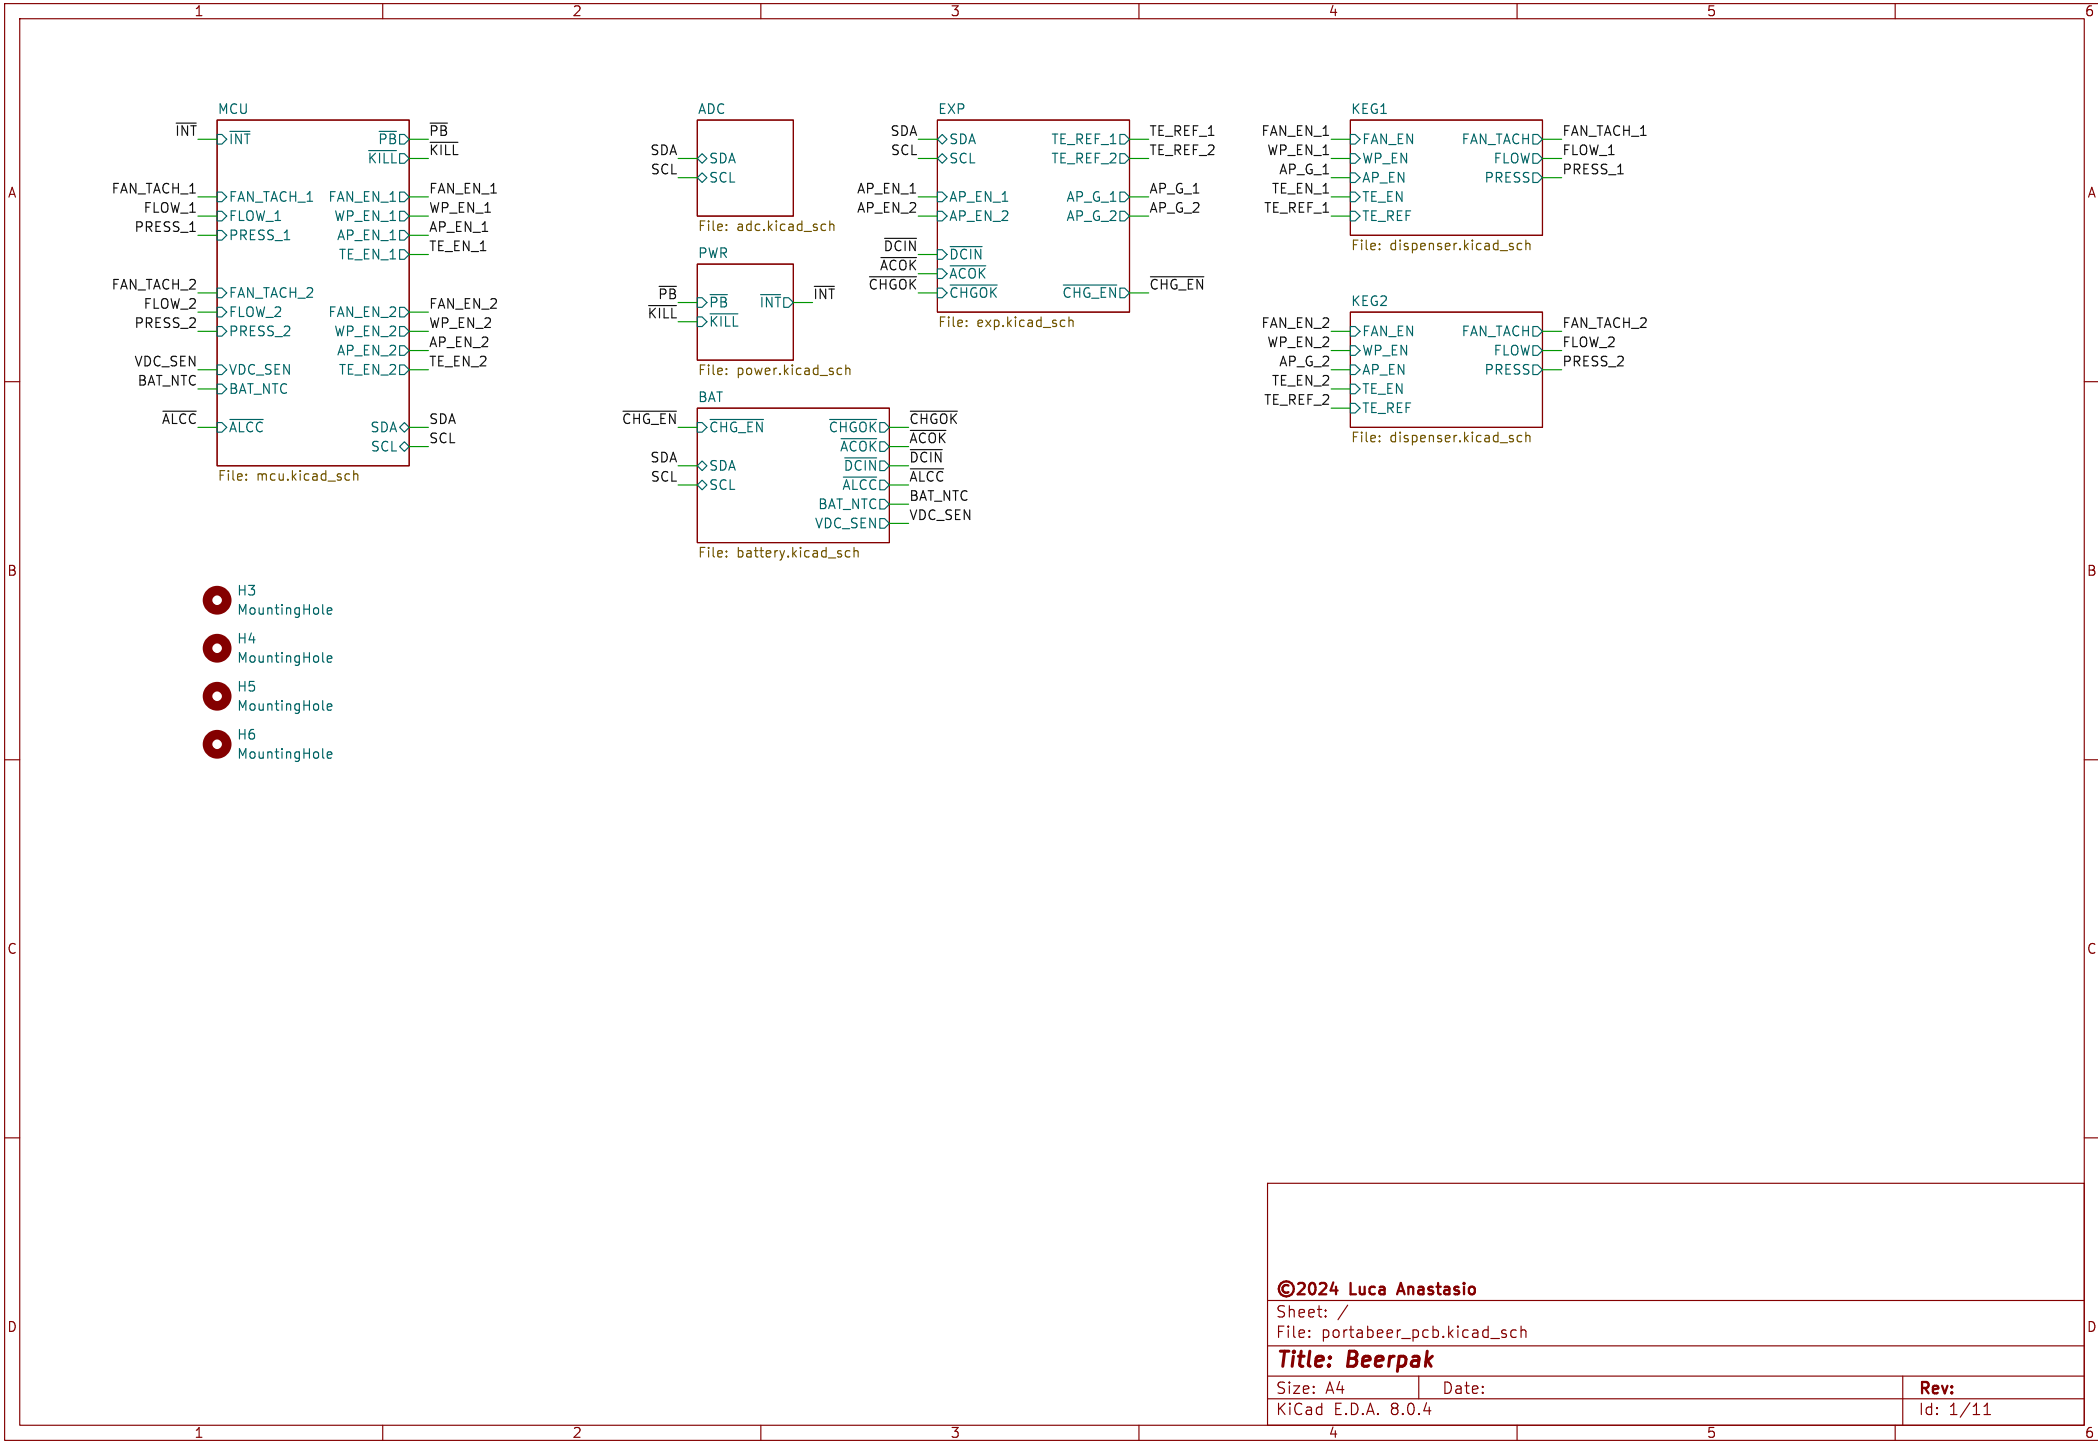 1 2 3 4 5 6
A
B
C
D
A
B
C
D
MCU
INT
INT
PB
PB
KILL
KILL
FAN_TACH_1
FAN_TACH_1
FAN_EN_1
FAN_EN_1
FLOW_1
FLOW_1
WP_EN_1
WP_EN_1
PRESS_1
PRESS_1
AP_EN_1
AP_EN_1
TE_EN_1
TE_EN_1
FAN_TACH_2
FAN_TACH_2
FLOW_2
FLOW_2
FAN_EN_2
FAN_EN_2
PRESS_2
PRESS_2
WP_EN_2
WP_EN_2
AP_EN_2
AP_EN_2
VDC_SEN
VDC_SEN
TE_EN_2
TE_EN_2
BAT_NTC
BAT_NTC
ALCC
ALCC
SDA
SDA
SCL
SCL
File: mcu.kicad_sch
ADC
SDA
SDA
SCL
SCL
File: adc.kicad_sch
PWR
PB
PB
INT
INT
KILL
KILL
File: power.kicad_sch
BAT
CHG_EN
CHG_EN
CHGOK
CHGOK
ACOK
ACOK
SDA
SDA
DCIN
DCIN
SCL
SCL
ALCC
ALCC
BAT_NTC
BAT_NTC
VDC_SEN
VDC_SEN
File: battery.kicad_sch
EXP
SDA
SDA
TE_REF_1
TE_REF_1
SCL
SCL
TE_REF_2
TE_REF_2
AP_EN_1
AP_EN_1
AP_G_1
AP_G_1
AP_EN_2
AP_EN_2
AP_G_2
AP_G_2
DCIN
DCIN
ACOK
ACOK
CHGOK
CHGOK
CHG_EN
CHG_EN
File: exp.kicad_sch
KEG1
FAN_EN_1
FAN_EN
FAN_TACH
FAN_TACH_1
WP_EN_1
WP_EN
FLOW
FLOW_1
AP_G_1
AP_EN
PRESS
PRESS_1
TE_EN_1
TE_EN
TE_REF_1
TE_REF
File: dispenser.kicad_sch
KEG2
FAN_EN_2
FAN_EN
FAN_TACH
FAN_TACH_2
WP_EN_2
WP_EN
FLOW
FLOW_2
AP_G_2
AP_EN
PRESS
PRESS_2
TE_EN_2
TE_EN
TE_REF_2
TE_REF
File: dispenser.kicad_sch
H3
MountingHole
H4
MountingHole
H5
MountingHole
H6
MountingHole
©2024 Luca Anastasio
Sheet: /
File: portabeer_pcb.kicad_sch
Title: Beerpak
Size: A4 Date: Rev:
KiCad E.D.A. 8.0.4 Id: 1/11
1 2 3 4 5 6